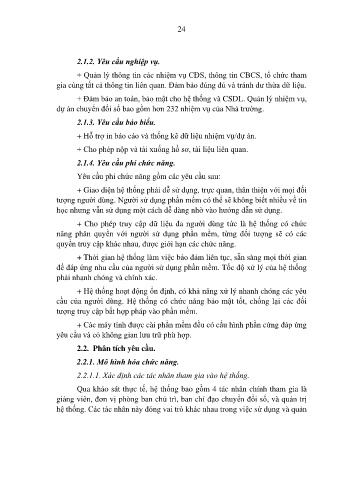 24
2.1.2. Yêu cầu nghiệp vụ.
+ Quản lý thông tin các nhiệm vụ CĐS, thông tin CBCS, tổ chức tham
gia cùng tất cả thông tin liên quan. Đảm bảo đúng đủ và tránh dư thừa dữ liệu.
+ Đảm bảo an toàn, bảo mật cho hệ thống và CSDL. Quản lý nhiệm vụ,
dự án chuyển đổi số bao gồm hơn 232 nhiệm vụ của Nhà trường.
2.1.3. Yêu cầu báo biểu.
+ Hỗ trợ in báo cáo và thống kê dữ liệu nhiệm vụ/dự án.
+ Cho phép nộp và tải xuống hồ sơ, tài liệu liên quan.
2.1.4. Yêu cầu phi chức năng.
Yêu cầu phi chức năng gồm các yêu cầu sau:
+ Giao diện hệ thống phải dễ sử dụng, trực quan, thân thiện với mọi đối
tượng người dùng. Người sử dụng phần mềm có thể sẽ không biết nhiều về tin
học nhưng vẫn sử dụng một cách dễ dàng nhờ vào hướng dẫn sử dụng.
+ Cho phép truy cập dữ liệu đa người dùng tức là hệ thống có chức
năng phân quyền với người sử dụng phần mềm, từng đối tượng sẽ có các
quyền truy cập khác nhau, được giới hạn các chức năng.
+ Thời gian hệ thống làm việc bảo đảm liên tục, sẵn sàng mọi thời gian
để đáp ứng nhu cầu của người sử dụng phần mềm. Tốc độ xử lý của hệ thống
phải nhanh chóng và chính xác.
+ Hệ thống hoạt động ổn định, có khả năng xử lý nhanh chóng các yêu
cầu của người dùng. Hệ thống có chức năng bảo mật tốt, chống lại các đối
tượng truy cập bất hợp pháp vào phần mềm.
+ Các máy tính được cài phần mềm đều có cấu hình phần cứng đáp ứng
yêu cầu và có không gian lưu trữ phù hợp.
2.2. Phân tích yêu cầu.
2.2.1. Mô hình hóa chức năng.
2.2.1.1. Xác định các tác nhân tham gia vào hệ thống.
Qua khảo sát thực tế, hệ thống bao gồm 4 tác nhân chính tham gia là
giảng viên, đơn vị phòng ban chủ trì, ban chỉ đạo chuyển đổi số, và quản trị
hệ thống. Các tác nhân này đóng vai trò khác nhau trong việc sử dụng và quản